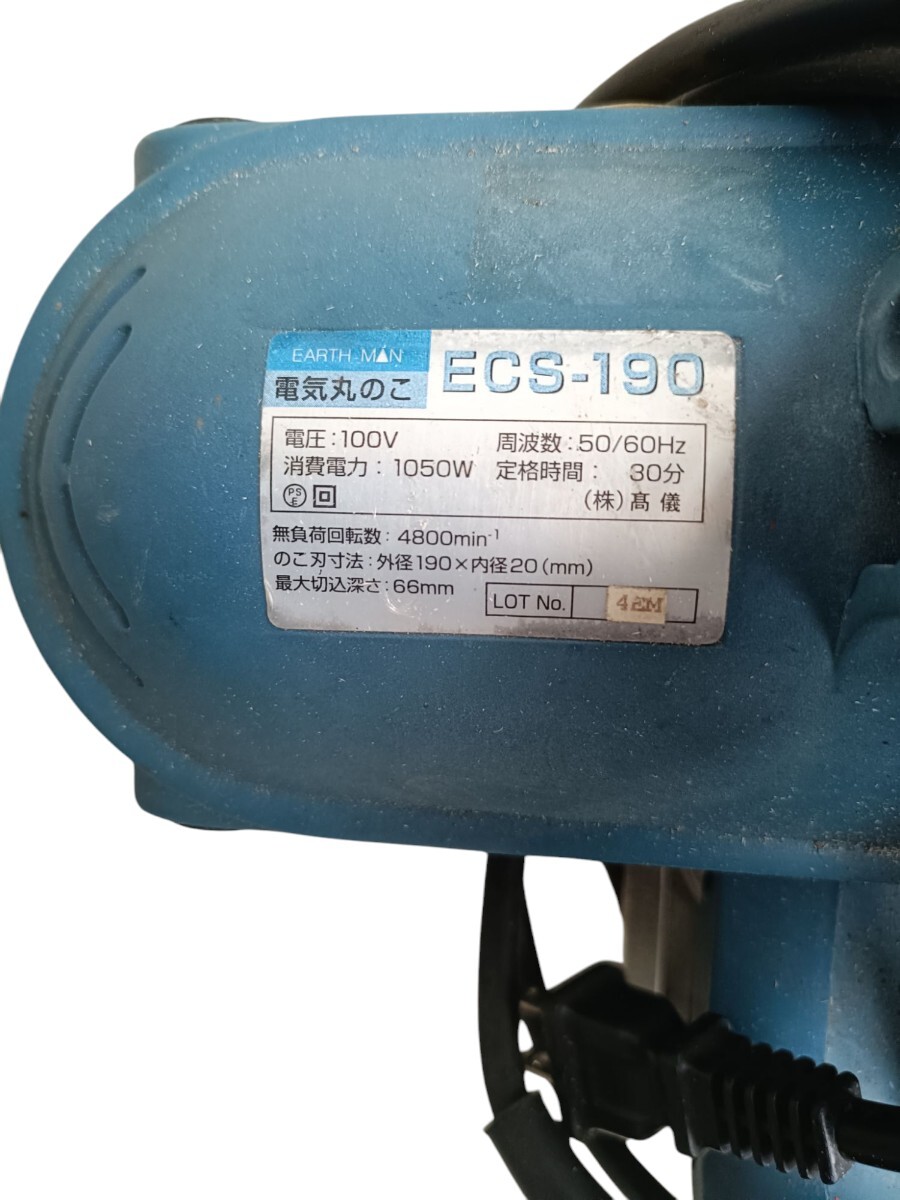 EARTH-MAN
電気丸のこ ECS-190
電圧:100V 周波数:50/60Hz
消費電力:1050W 定格時間: 30分
PS
E
(株)髙儀
無負荷回転数:4800min⁻¹
のこ刃寸法:外径190×内径20(mm)
最大切込深さ:66mm
LOT No. 42M